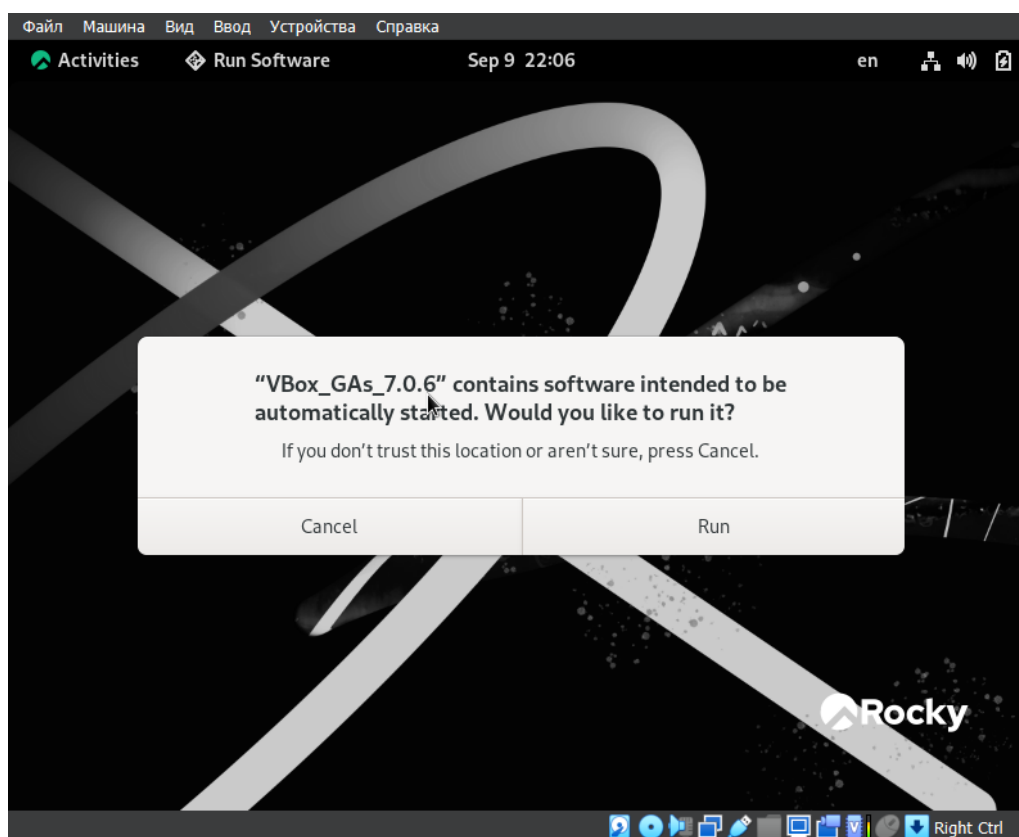 Файл Машина Вид Ввод Устройства Справка
Activities Run Software Sep 9 22:06 en
“VBox_GAs_7.0.6” contains software intended to be
automatically started. Would you like to run it?
If you don’t trust this location or aren’t sure, press Cancel.
Cancel Run
Rocky
Right Ctrl